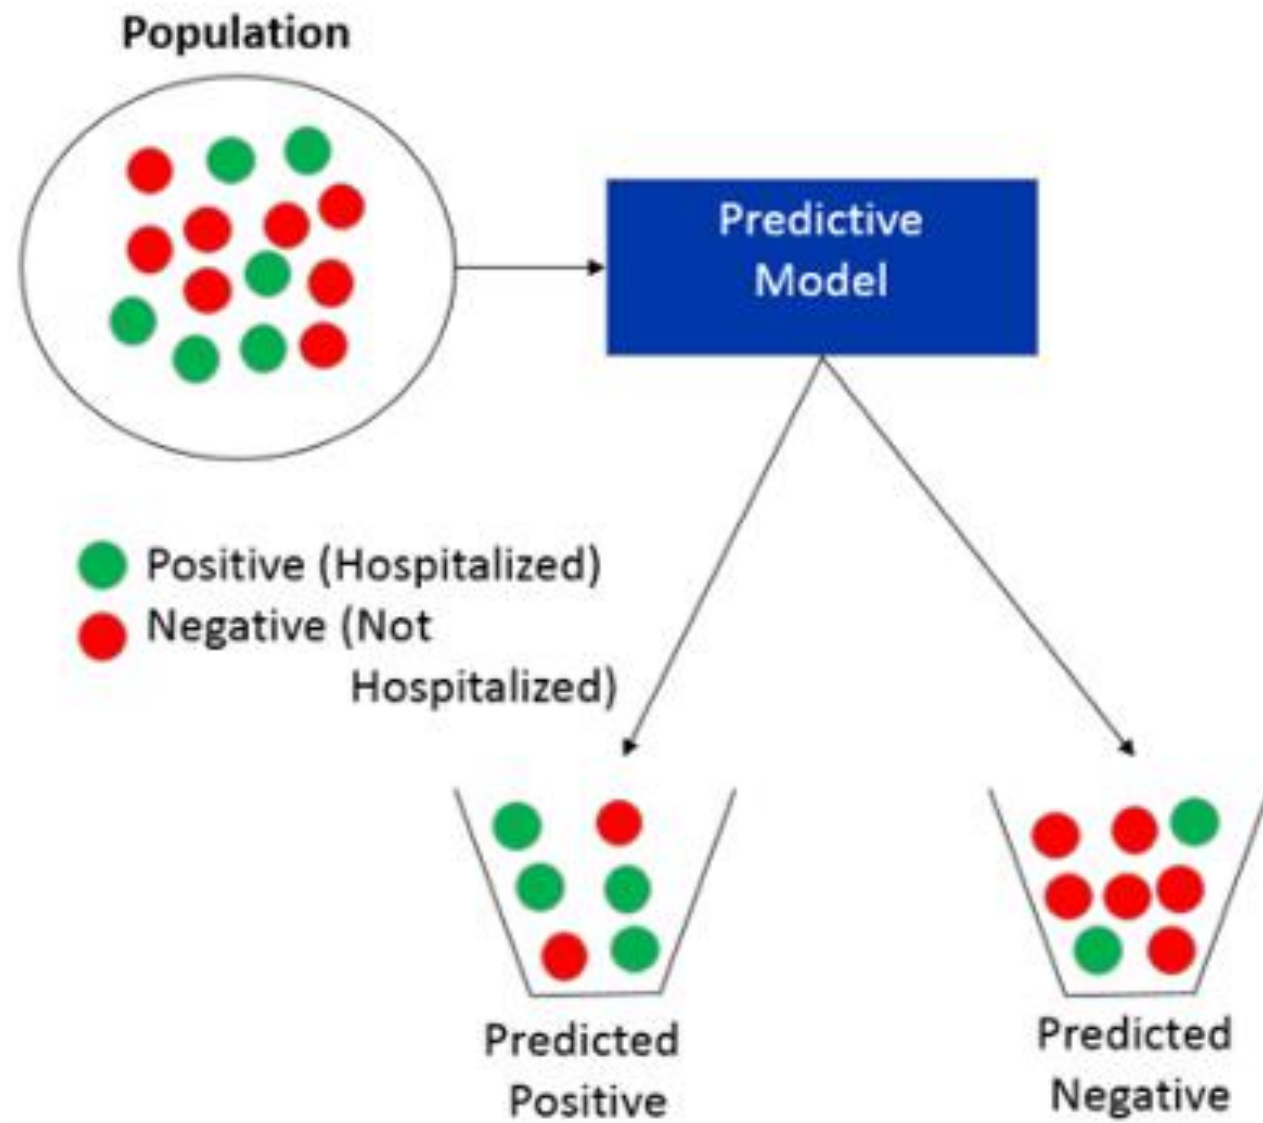 Population
Predictive
Model
Positive (Hospitalized)
Negative (Not
Hospitalized)
Predicted
Positive
Predicted
Negative